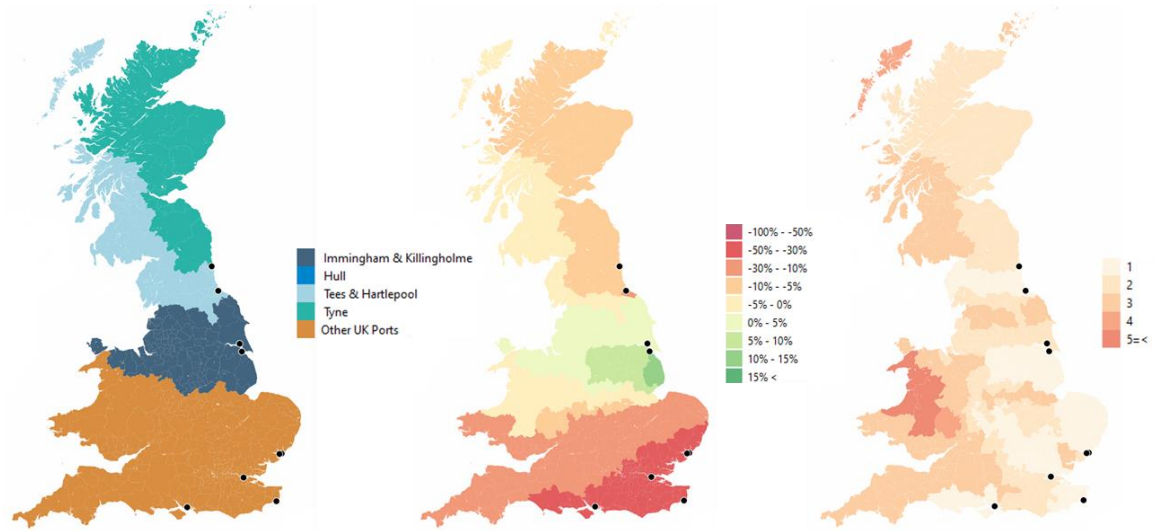 Immingham & Killingholme
Hull
Tees & Hartlepool
Tyne
Other UK Ports
-100% - -50%
-50% - -30%
-30% - -10%
-10% - -5%
-5% - 0%
0% - 5%
5% - 10%
10% - 15%
15% <
1
2
3
4
5= <